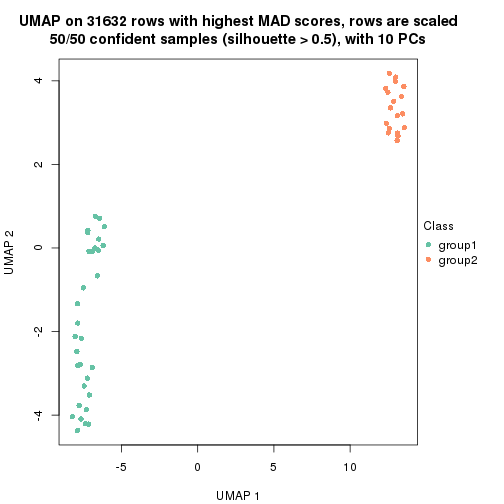 UMAP on 31632 rows with highest MAD scores, rows are scaled
50/50 confident samples (silhouette > 0.5), with 10 PCs
4
2
0
-2
-4
UMAP 2
-5
0
5
10
UMAP 1
Class
group1
group2